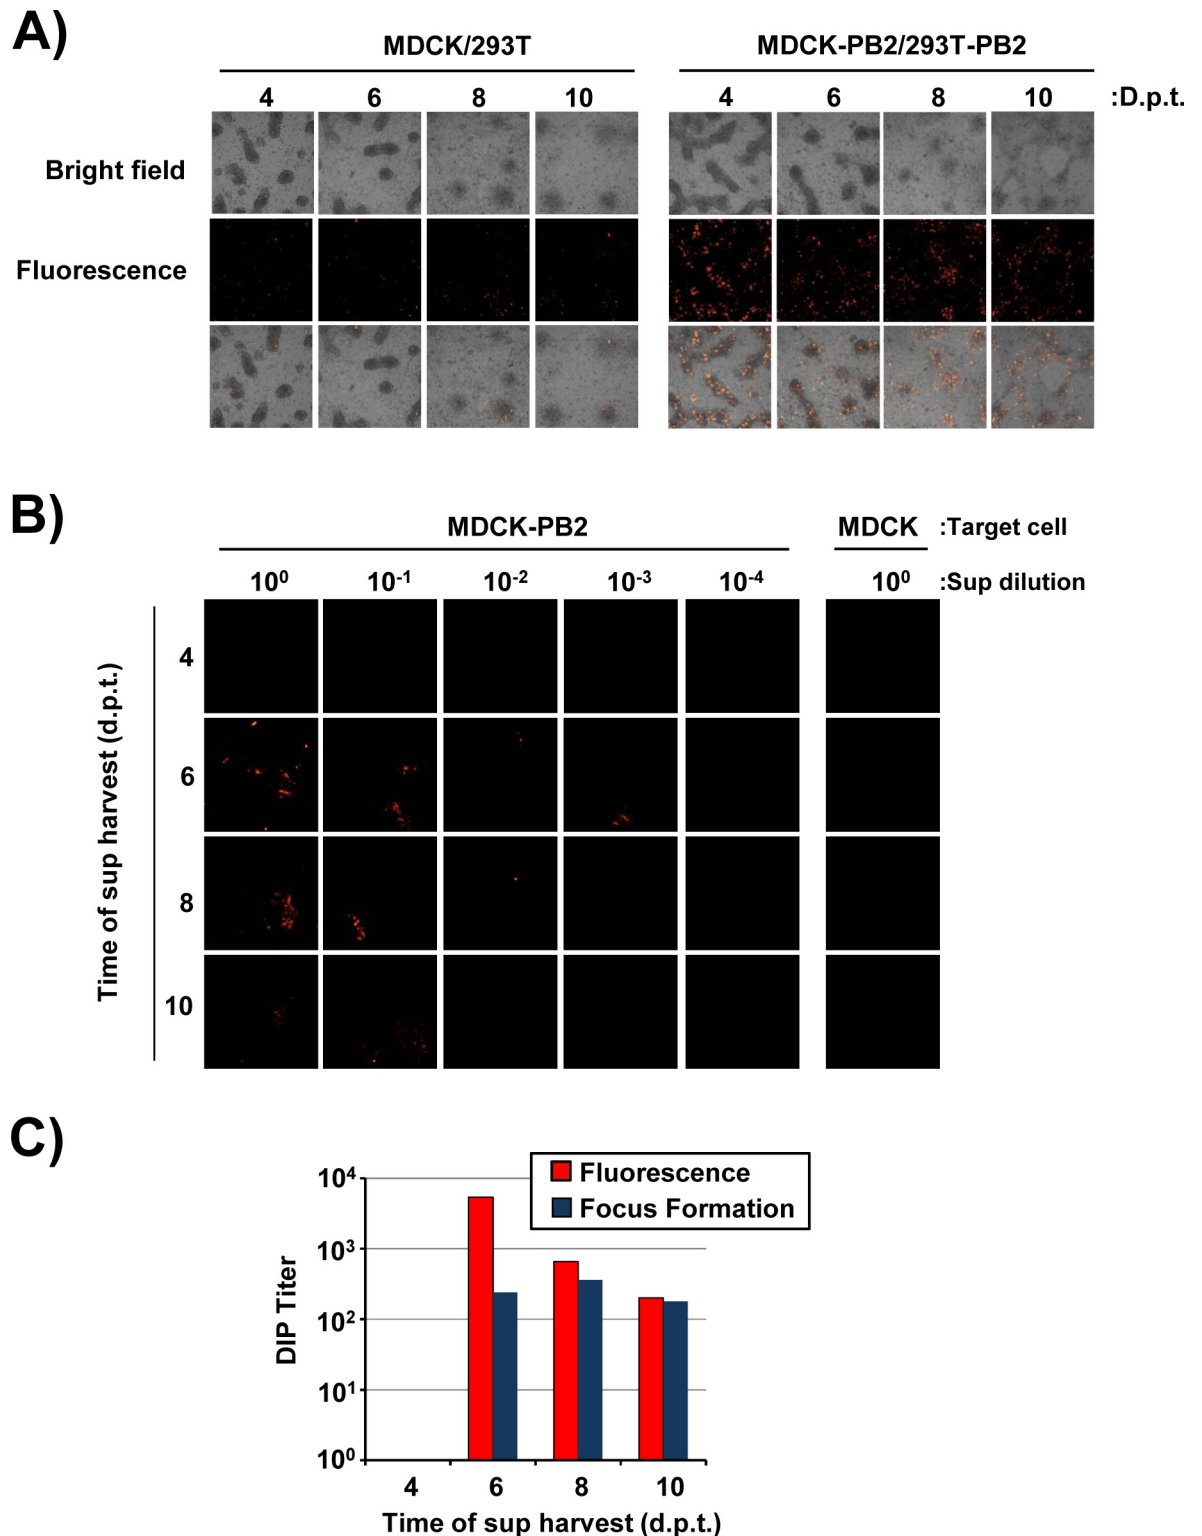 A)
MDCK/293T MDCK-PB2/293T-PB2
4 6 8 10 4 6 8 10 :D.p.t.
Bright field
Fluorescence
B)
MDCK-PB2 MDCK :Target cell
10⁰ 10⁻¹ 10⁻² 10⁻³ 10⁻⁴ 10⁰ :Sup dilution
Time of sup harvest (d.p.t.)
4
6
8
10
C)
Fluorescence
Focus Formation
DIP Titer
10⁴
10³
10²
10¹
10⁰
4 6 8 10
Time of sup harvest (d.p.t.)